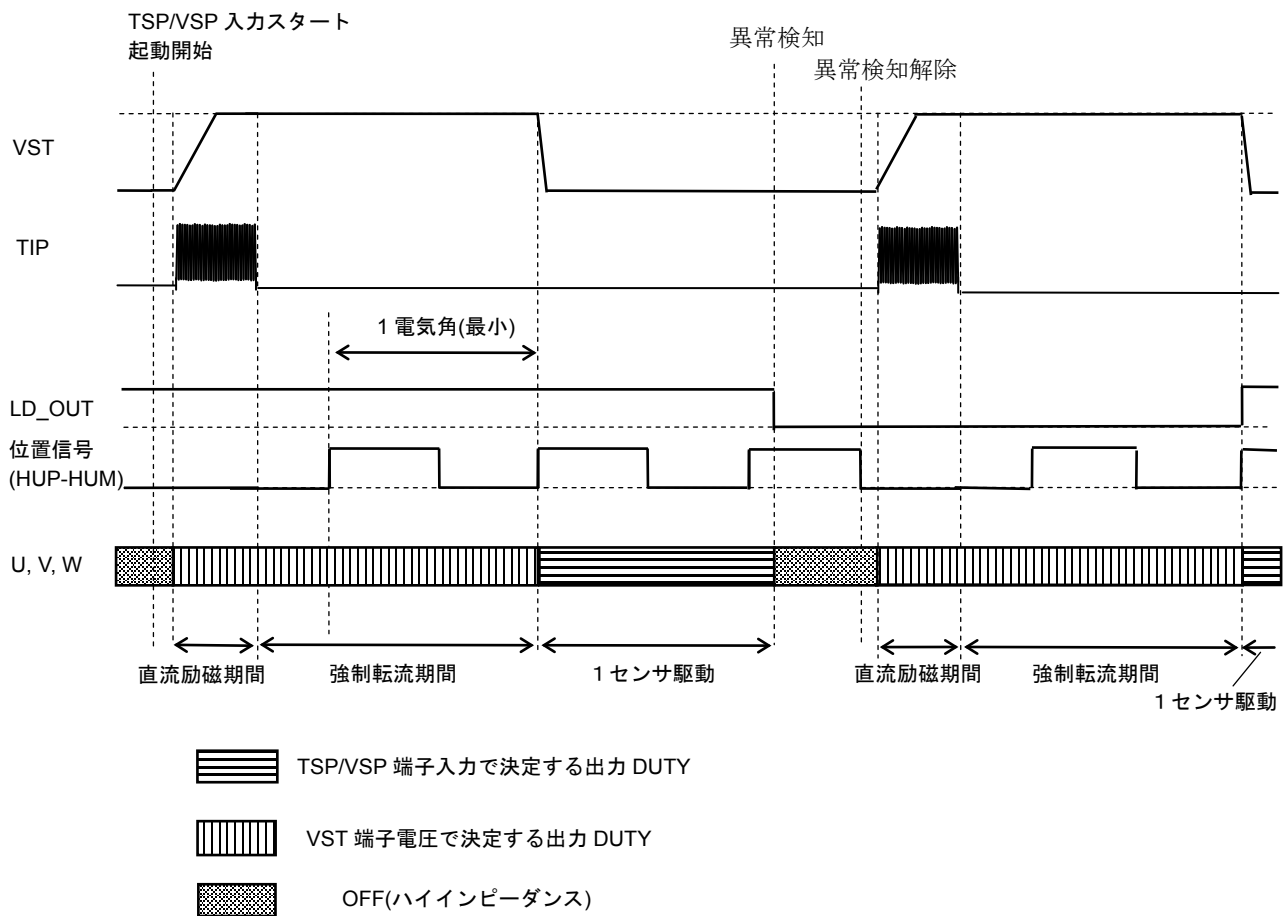 TSP/VSP 入力スタート
起動開始
異常検知
異常検知解除
VST
TIP
1 電気角(最小)
LD_OUT
位置信号
(HUP-HUM)
U, V, W
直流励磁期間
強制転流期間
1 センサ駆動
直流励磁期間
強制転流期間
1 センサ駆動
TSP/VSP 端子入力で決定する出力 DUTY
VST 端子電圧で決定する出力 DUTY
OFF(ハイインピーダンス)